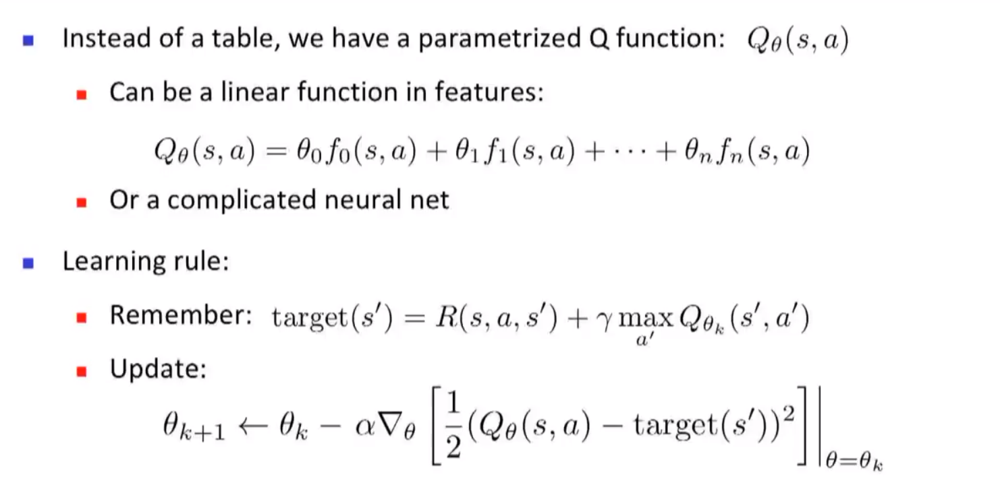 ▪ Instead of a table, we have a parametrized Q function: $Q_\theta(s, a)$
▪ Can be a linear function in features:
$Q_\theta(s, a) = \theta_0 f_0(s, a) + \theta_1 f_1(s, a) + \cdots + \theta_n f_n(s, a)$
▪ Or a complicated neural net
▪ Learning rule:
▪ Remember: $\text{target}(s') = R(s, a, s') + \gamma \max_{a'} Q_{\theta_k}(s', a')$
▪ Update:
$\theta_{k+1} \leftarrow \theta_k - \alpha \nabla_\theta \left[ \frac{1}{2} (Q_\theta(s, a) - \text{target}(s'))^2 \right] \Big|_{\theta = \theta_k}$